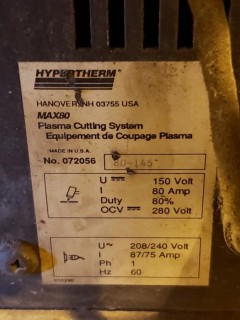 HYPERTHERM
HANOVER, NH 03755 USA
MAX80
Plasma Cutting System
Equipement de Coupage Plasma
MADE IN U.S.A.
No. 072056 80-145
U 150 Volt
I 80 Amp
Duty 80%
OCV 280 Volt
U~ 208/240 Volt
I 87/75 Amp
Ph 1
Hz 60